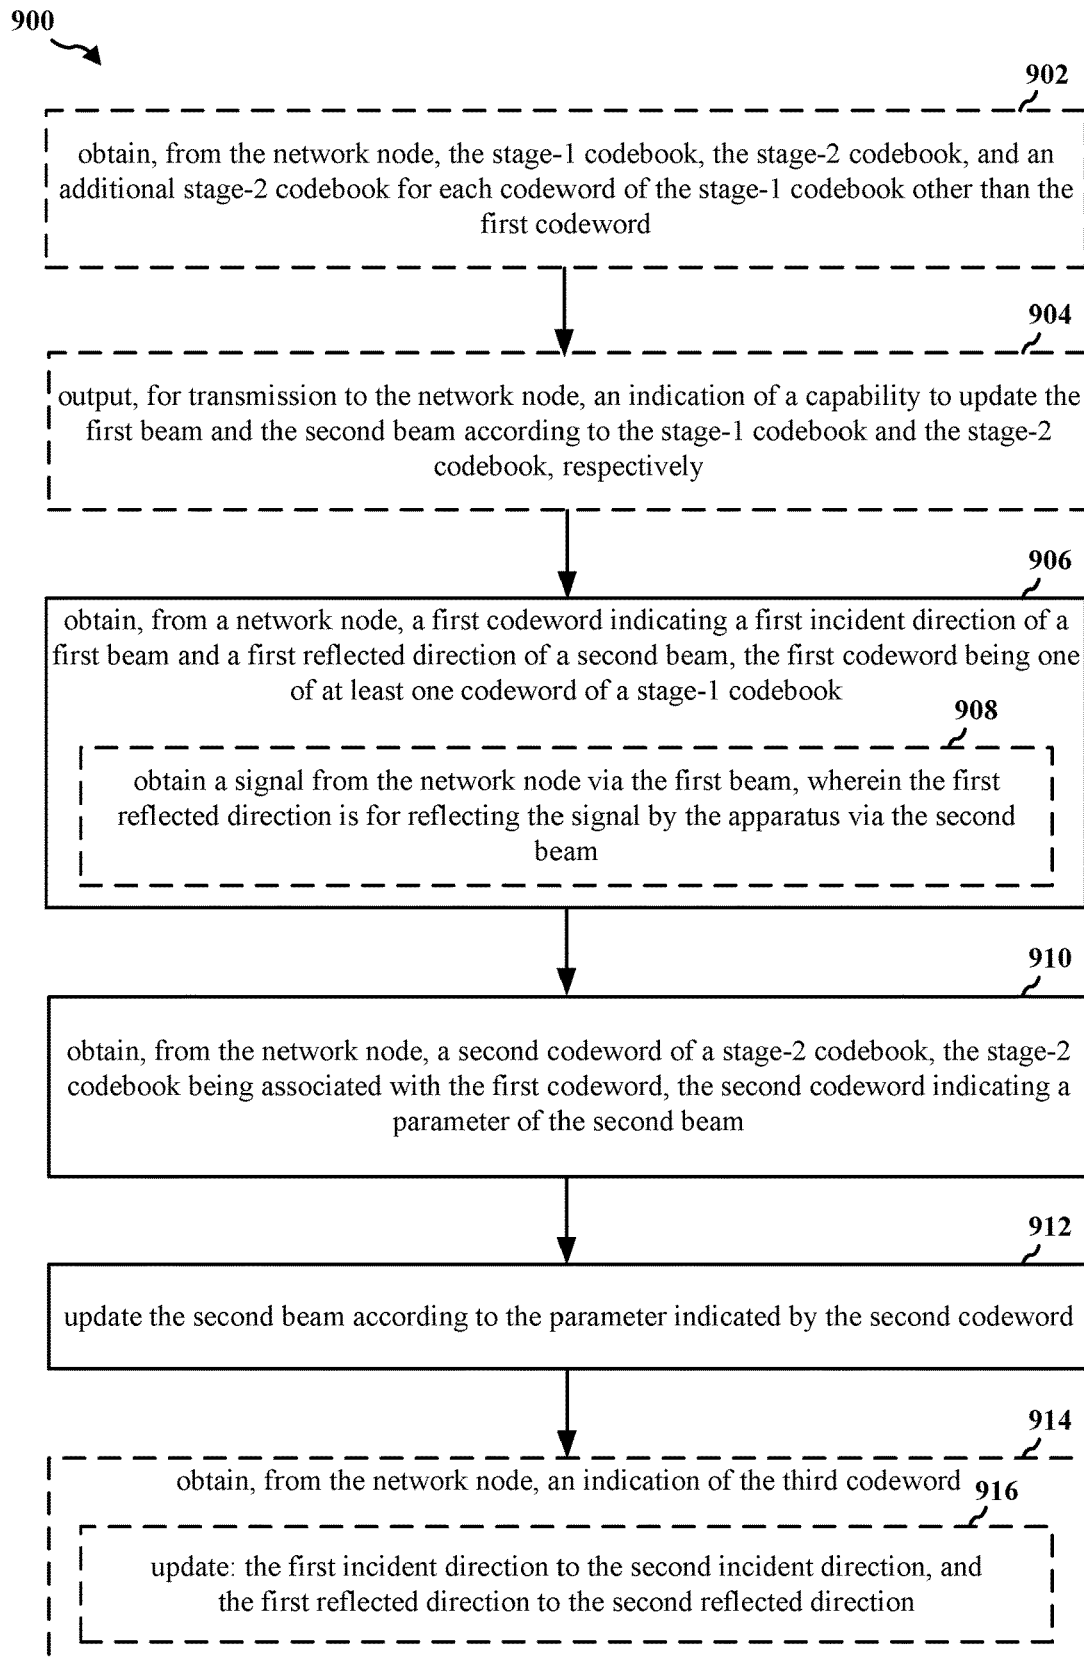 900
902
obtain, from the network node, the stage-1 codebook, the stage-2 codebook, and an
additional stage-2 codebook for each codeword of the stage-1 codebook other than the
first codeword
904
output, for transmission to the network node, an indication of a capability to update the
first beam and the second beam according to the stage-1 codebook and the stage-2
codebook, respectively
906
obtain, from a network node, a first codeword indicating a first incident direction of a
first beam and a first reflected direction of a second beam, the first codeword being one
of at least one codeword of a stage-1 codebook
908
obtain a signal from the network node via the first beam, wherein the first
reflected direction is for reflecting the signal by the apparatus via the second
beam
910
obtain, from the network node, a second codeword of a stage-2 codebook, the stage-2
codebook being associated with the first codeword, the second codeword indicating a
parameter of the second beam
912
update the second beam according to the parameter indicated by the second codeword
914
obtain, from the network node, an indication of the third codeword
916
update: the first incident direction to the second incident direction, and
the first reflected direction to the second reflected direction